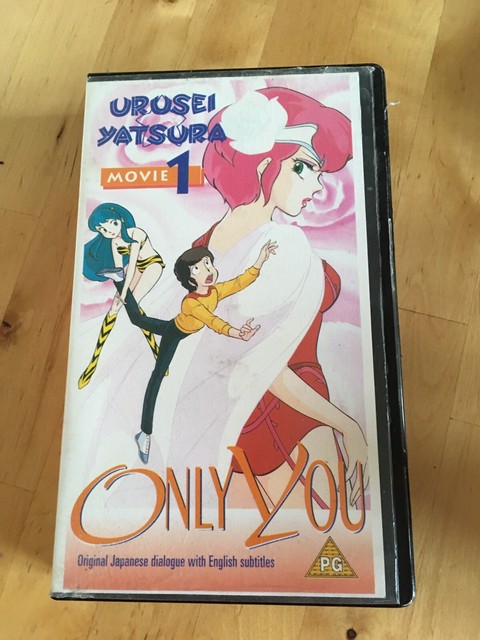 URUSEI
YATSURA
MOVIE 1
ONLY YOU
Original Japanese dialogue with English subtitles
PG